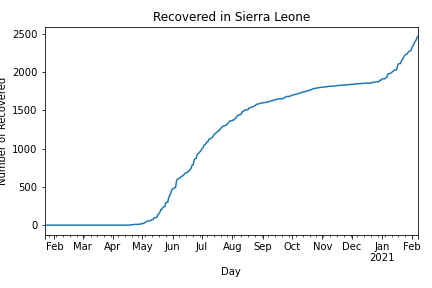 Recovered in Sierra Leone
Number of Recovered
2500
2000
1500
1000
500
0
Feb Mar Apr May Jun Jul Aug Sep Oct Nov Dec Jan Feb
2021
Day